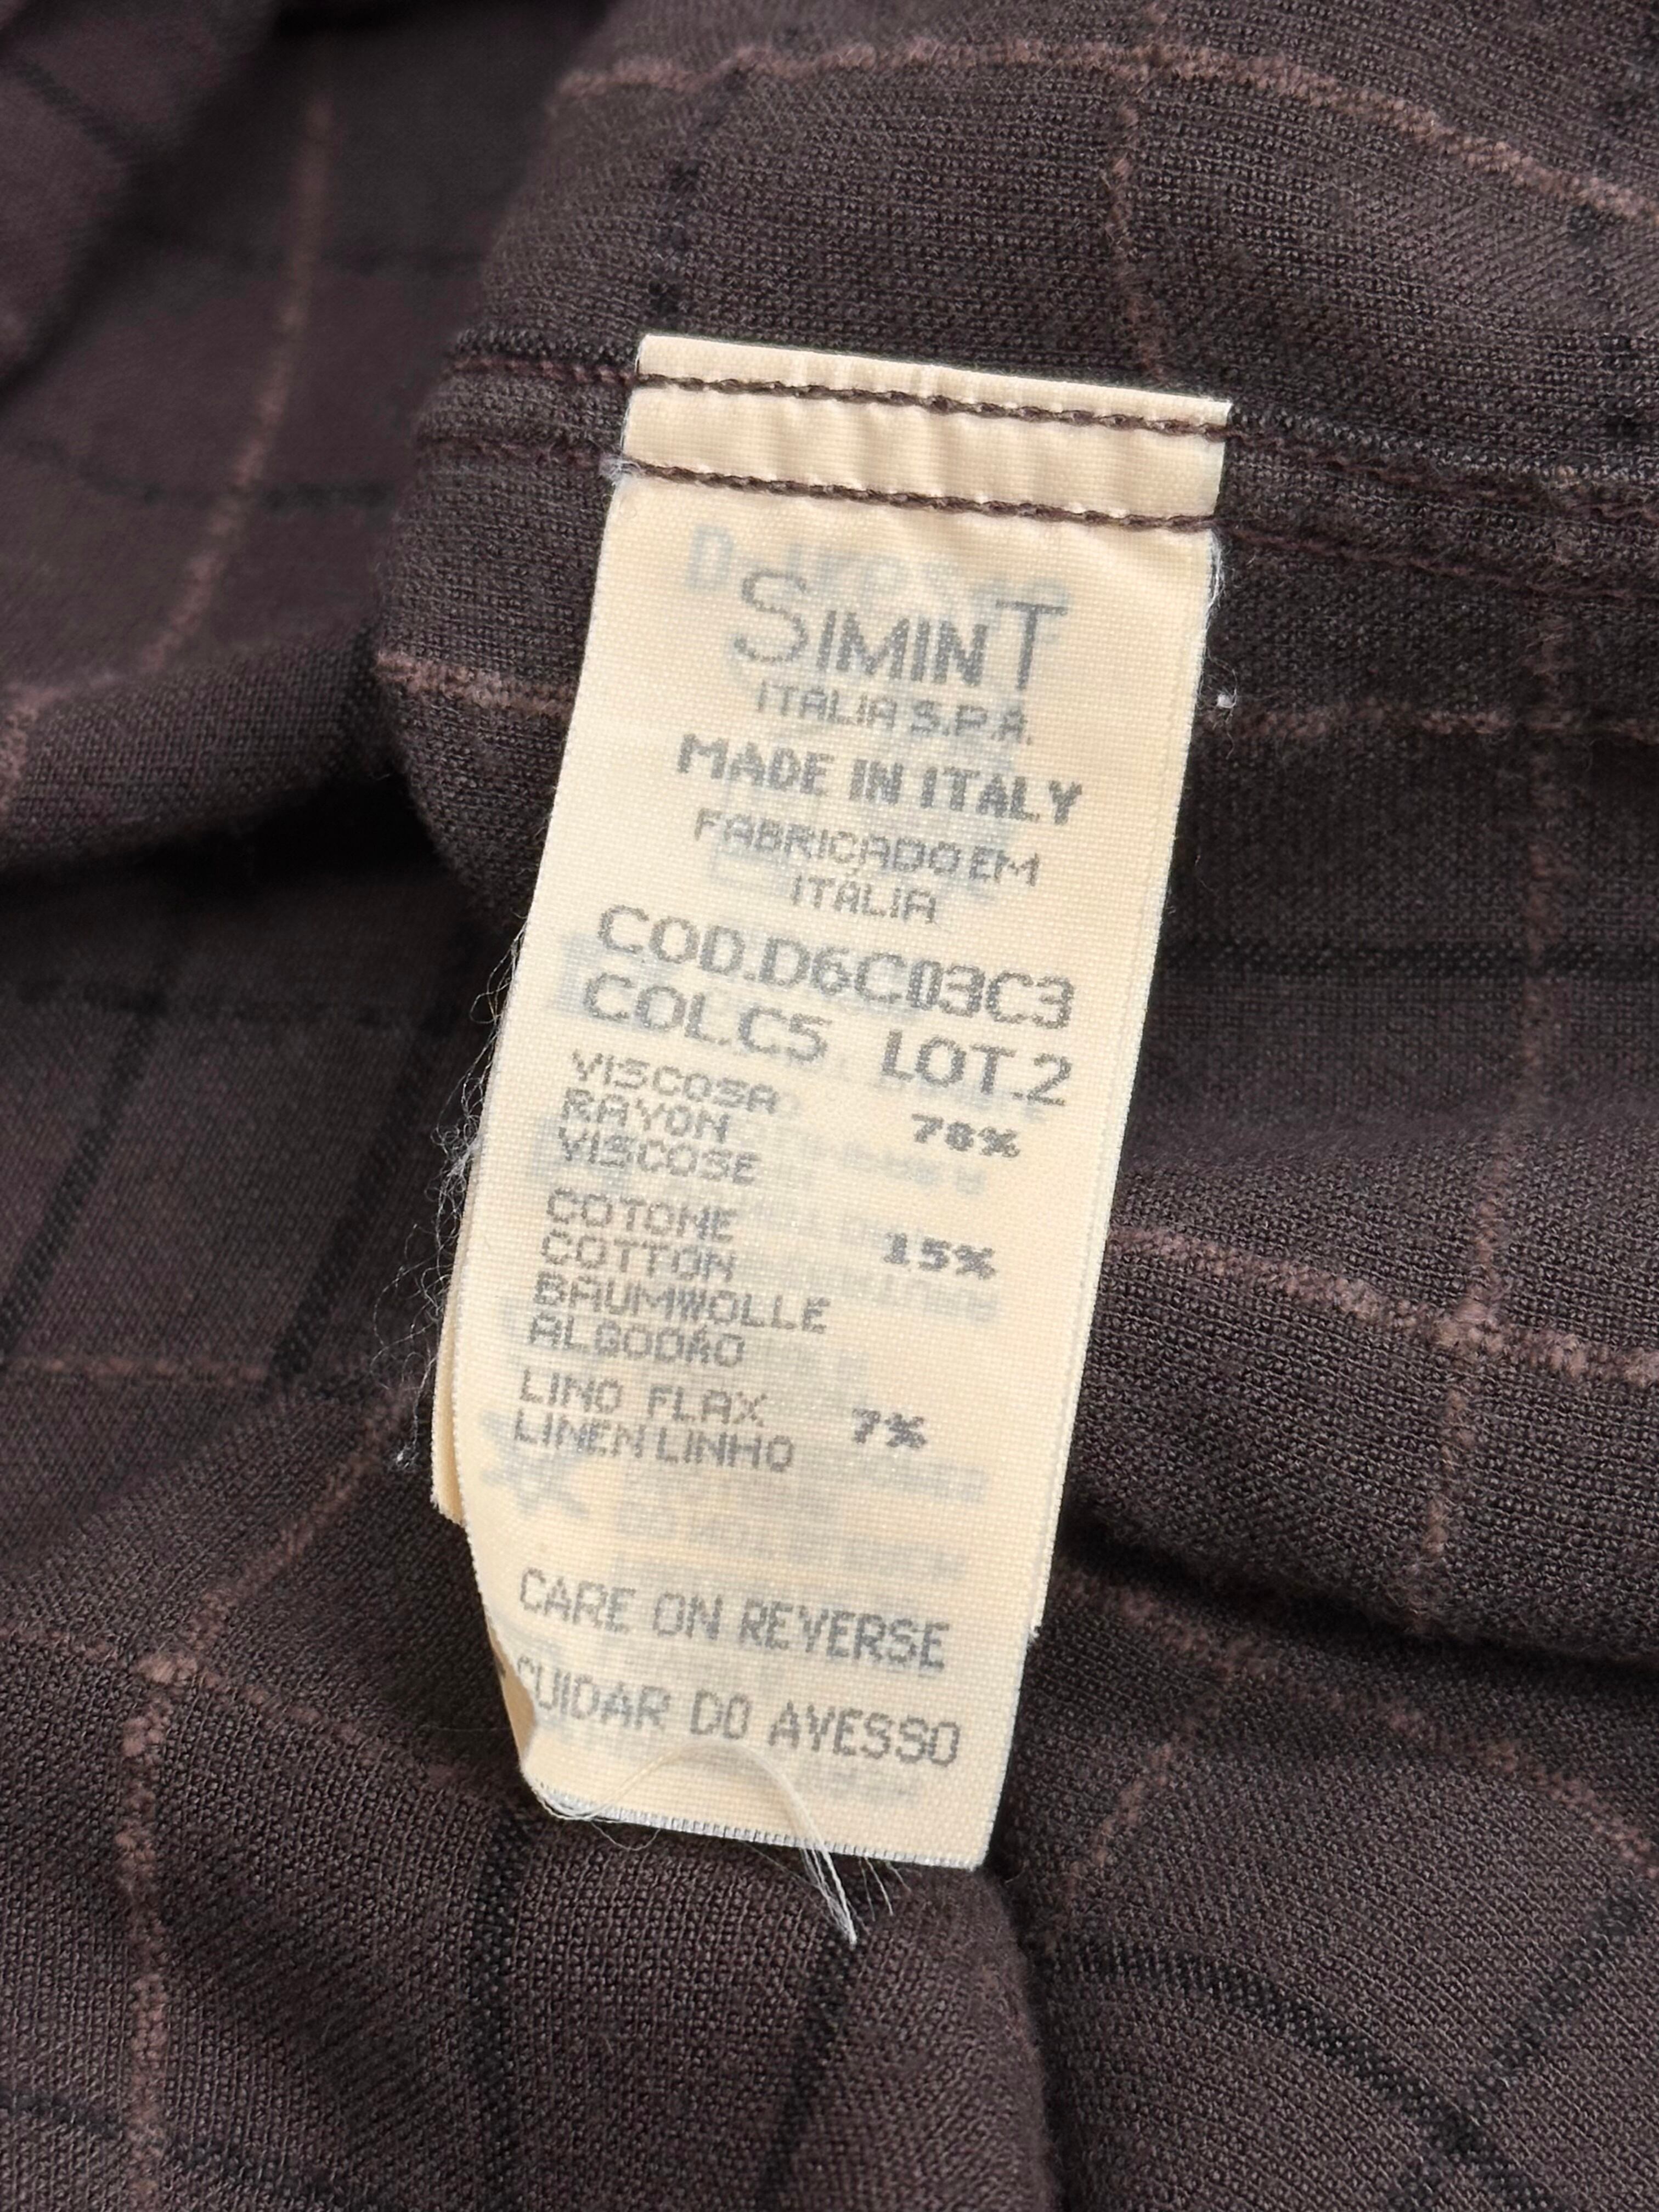 SIMINT
ITALIA S.P.A.
MADE IN ITALY
FABRICADO EM
ITÁLIA
COD.D6C03C3
COL.C5 LOT.2
VISCOSA
RAYON 78%
VISCOSE
COTONE
COTTON 15%
BAUMWOLLE
ALGODÃO
LINO FLAX 7%
LINEN LINHO
CARE ON REVERSE
CUIDAR DO AVESSO